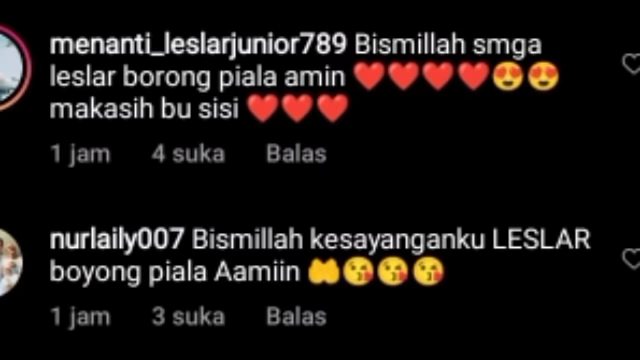 menanti_leslarjunior789 Bismillah smga
leslar borong piala amin ❤️❤️❤️❤️😍😍
makasih bu sisi ❤️❤️❤️
1 jam 4 suka Balas
nurlaily007 Bismillah kesayanganku LESLAR
boyong piala Aamiin 🤲😘😘😘
1 jam 3 suka Balas